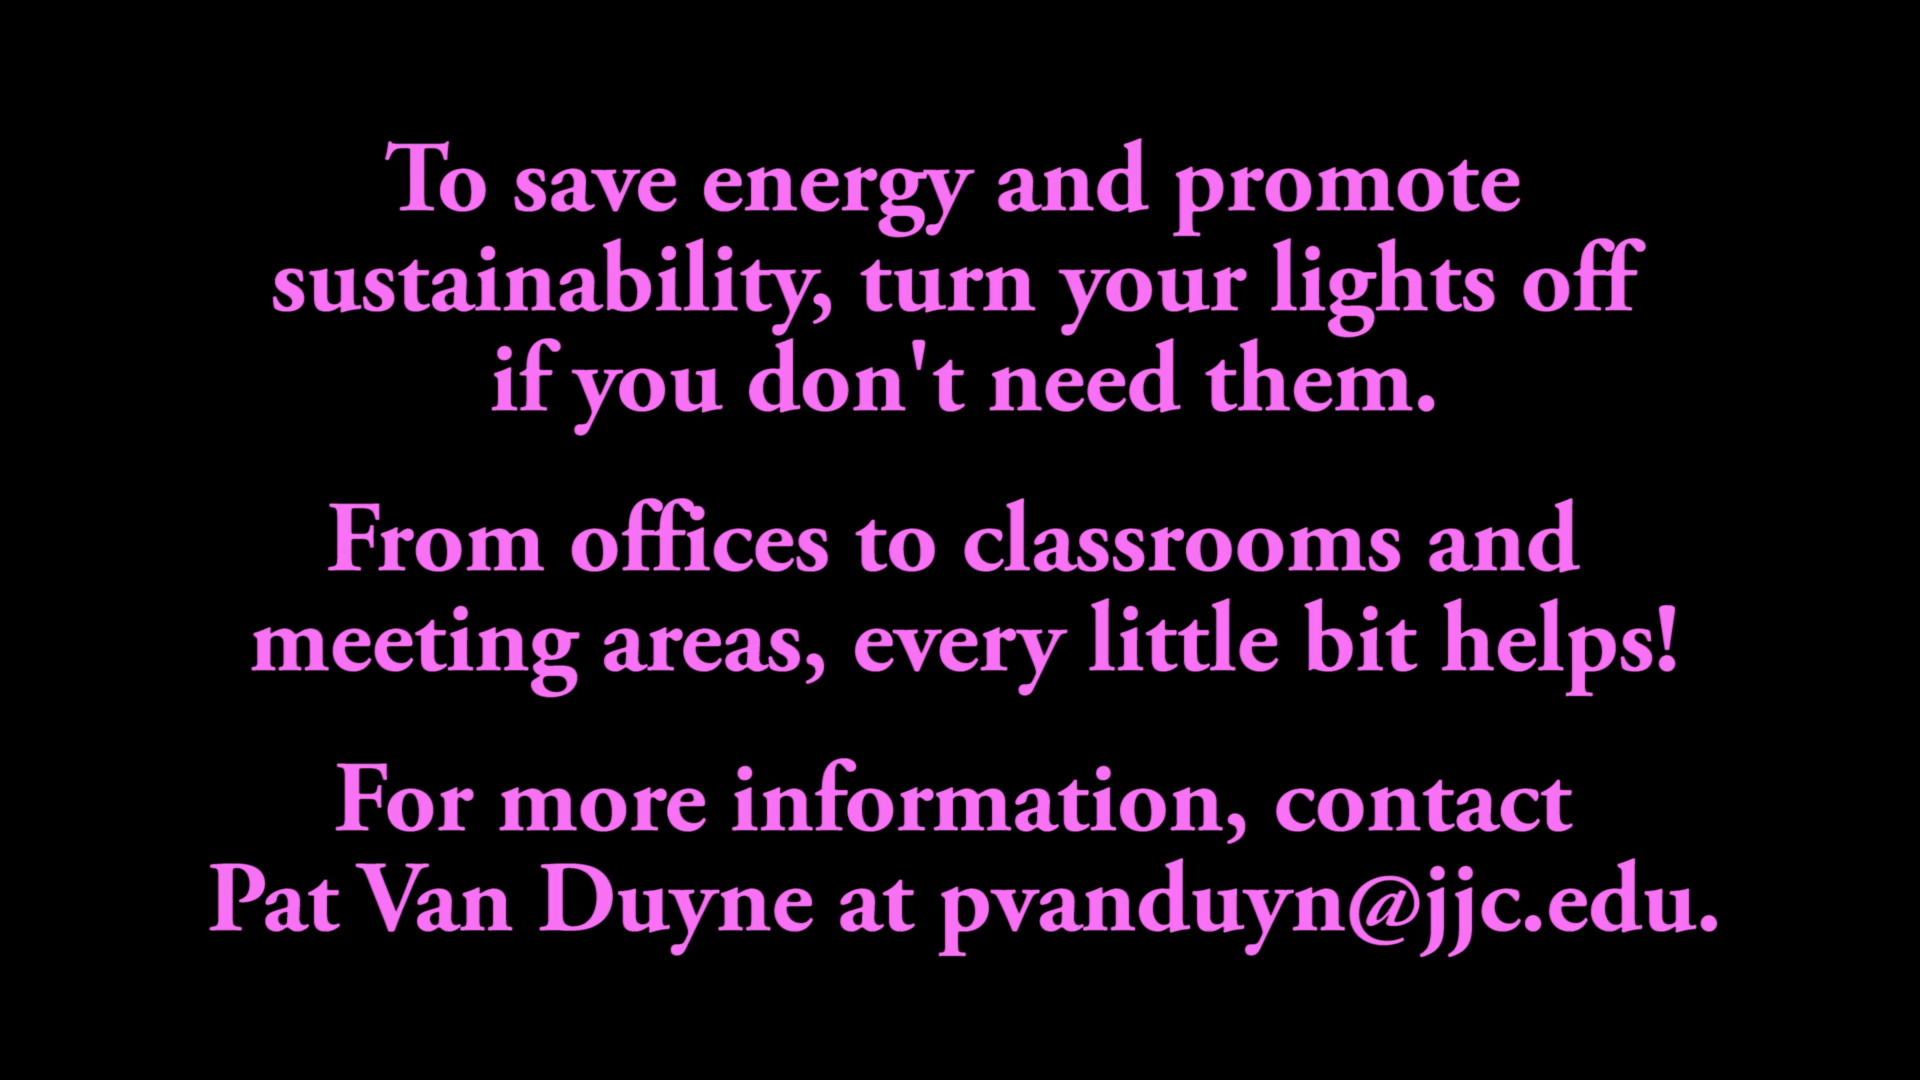 To save energy and promote
sustainability, turn your lights off
if you don't need them.
From offices to classrooms and
meeting areas, every little bit helps!
For more information, contact
Pat Van Duyne at pvanduyn@jjc.edu.